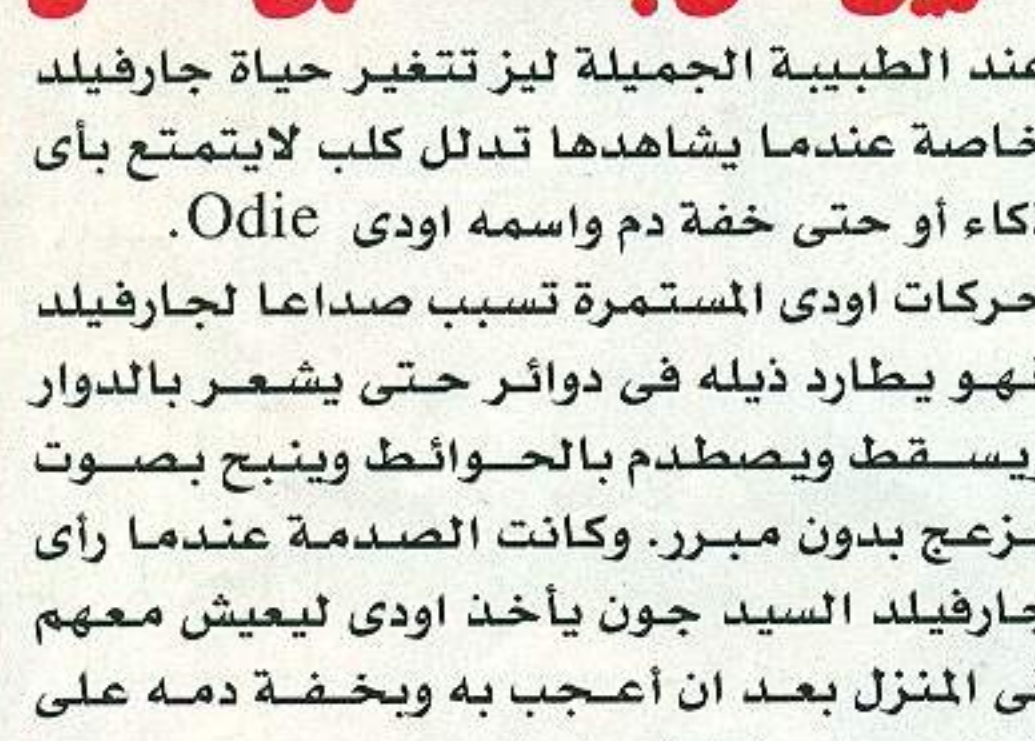 عند الطبيبة الجميلة ليز تتغير حياة جارفيلد
خاصة عندما يشاهدها تدلل كلب لايتمتع بأى
ذكاء أو حتى خفة دم واسمه اودى Odie.
حركات اودى المستمرة تسبب صداعا لجارفيلد
فهو يطارد ذيله فى دوائر حتى يشعر بالدوار
ويسقط ويصطدم بالحوائط وينبح بصوت
مزعج بدون مبرر. وكانت الصدمة عندما رأى
جارفيلد السيد جون يأخذ اودى ليعيش معهم
فى المنزل بعد ان أعجب به وبخفة دمه على